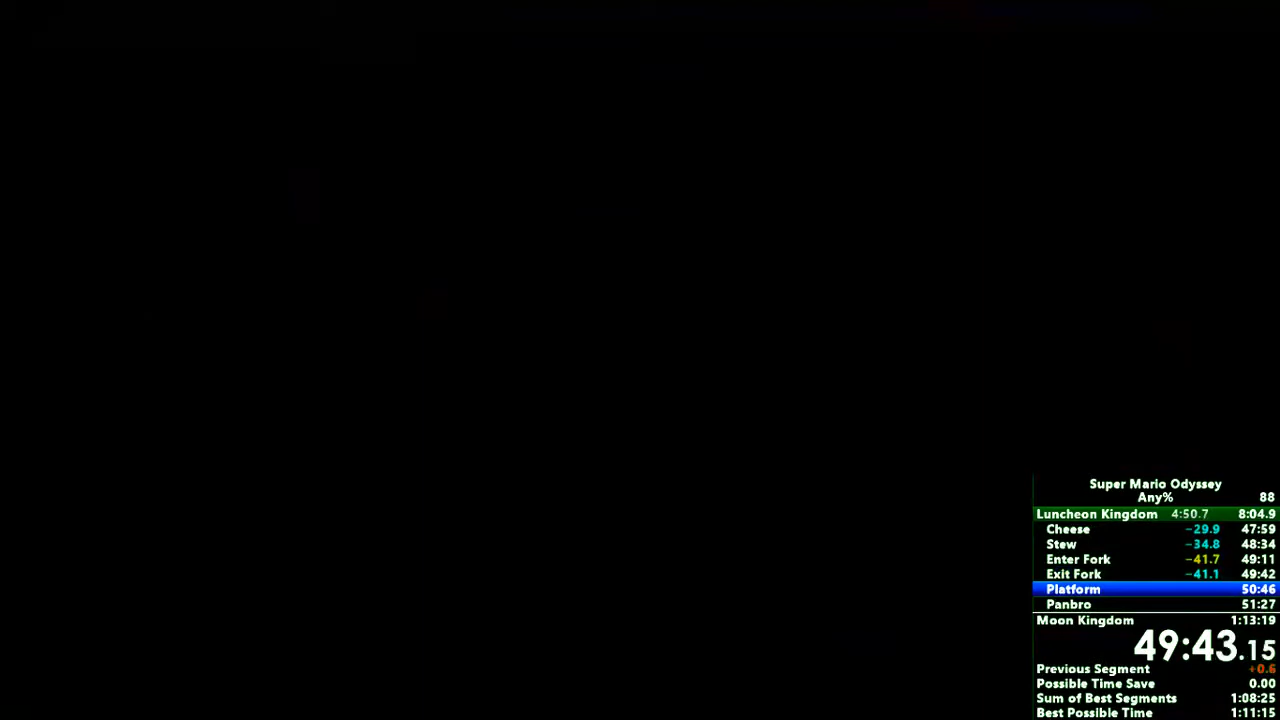 Super Mario Odyssey
Any% 88
Luncheon Kingdom 4:50.7 8:04.9
Cheese -29.9 47:59
Stew -34.8 48:34
Enter Fork -41.7 49:11
Exit Fork -41.1 49:42
Platform 50:46
Panbro 51:27
Moon Kingdom 1:13:19
49:43.15
Previous Segment +0.6
Possible Time Save 0.00
Sum of Best Segments 1:08:25
Best Possible Time 1:11:15